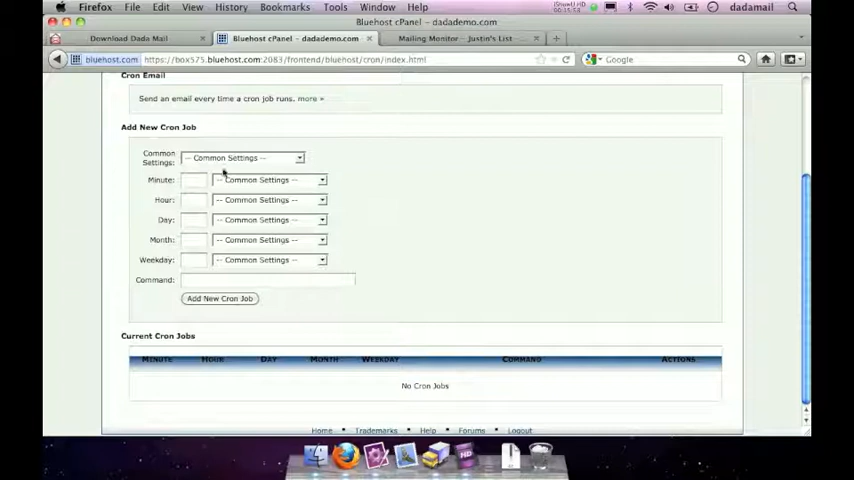 Firefox File Edit View History Bookmarks Tools Window Help dadamail
Bluehost cPanel – dadademo.com
Download Dada Mail
Bluehost cPanel – dadademo.com
Mailing Monitor – Justin's List –
bluehost.com
https://box575.bluehost.com:2083/frontend/bluehost/cron/index.html
Google
Cron Email
Send an email every time a cron job runs. more »
Add New Cron Job
Common Settings: -- Common Settings --
Minute: -- Common Settings --
Hour: -- Common Settings --
Day: -- Common Settings --
Month: -- Common Settings --
Weekday: -- Common Settings --
Command:
Add New Cron Job
Current Cron Jobs
MINUTE HOUR DAY MONTH WEEKDAY COMMAND ACTIONS
No Cron Jobs
Home • Trademarks • Help • Forums • Logout
HD